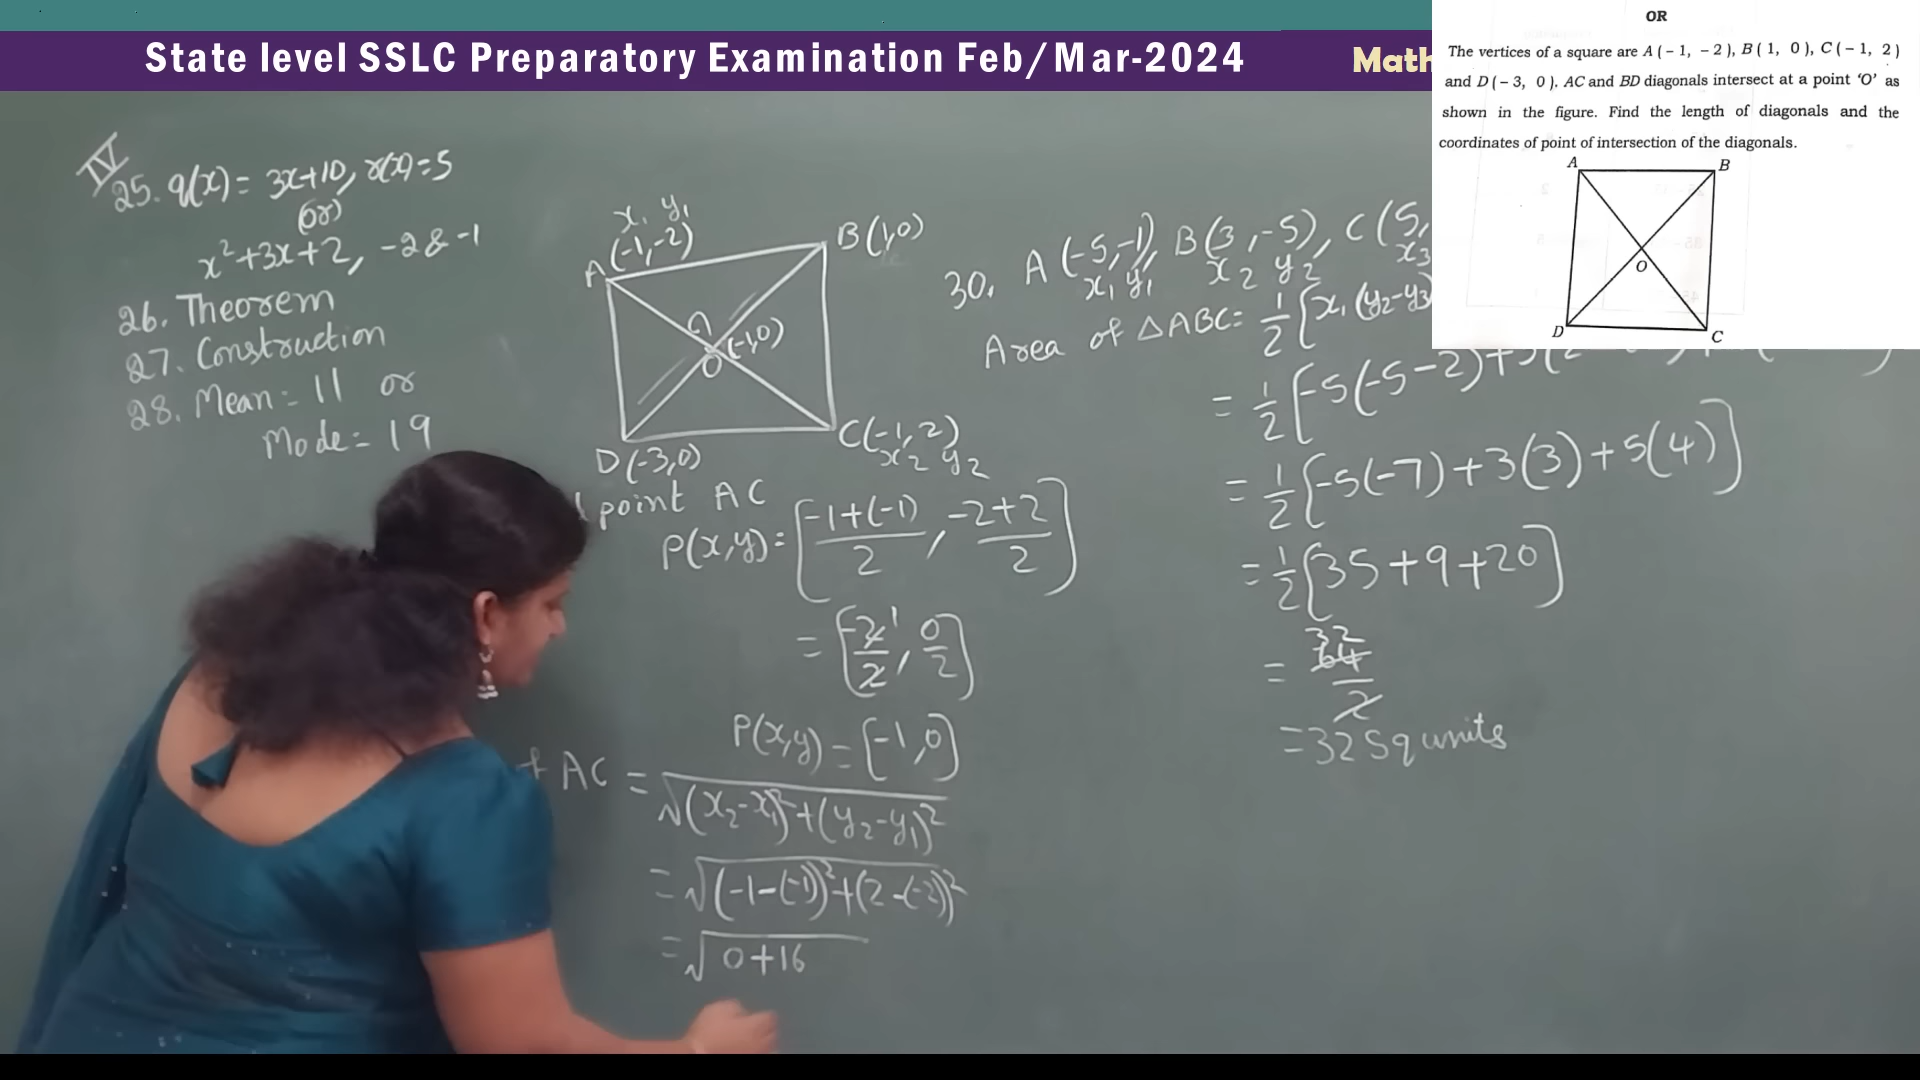 State level SSLC Preparatory Examination Feb/Mar-2024
Math
OR
The vertices of a square are A ( – 1, – 2 ), B ( 1, 0 ), C ( – 1, 2 )
and D ( – 3, 0 ). AC and BD diagonals intersect at a point ‘O’ as
shown in the figure. Find the length of diagonals and the
coordinates of point of intersection of the diagonals.
A
B
O
D
C
IV
25. q(x) = 3x+10, r(x) = 5
(or)
x²+3x+2, -2 & -1
26. Theorem
27. Construction
28. Mean = 11 or
Mode = 19
x₁ y₁
A (-1,-2)
B (1,0)
O (-1,0)
D (-3,0)
C (-1,2)
x₂ y₂
point AC
P(x,y) = [-1+(-1)/2, -2+2/2]
= [-2/2, 0/2]
P(x,y) = [-1,0]
AC = √(x₂-x₁)²+(y₂-y₁)²
= √(-1-(-1))²+(2-(-2))²
= √0+16
30. A (-5,-1), B (3,-5), C (5,
x₁ y₁ x₂ y₂ x₃
Area of △ABC = 1/2 [x₁ (y₂-y₃)
= 1/2 [-5(-5-2)+3(2
= 1/2 [-5(-7)+3(3)+5(4)]
= 1/2 [35+9+20]
= 64/2
32
= 32 Sq units